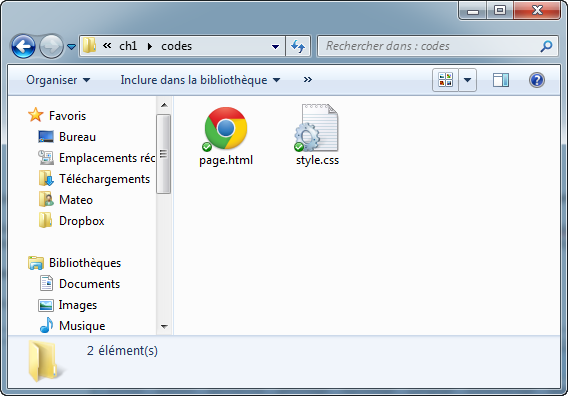 « ch1 codes
Rechercher dans : codes
Organiser Inclure dans la bibliothèque »
Favoris
Bureau
Emplacements réc
Téléchargements
Mateo
Dropbox
Bibliothèques
Documents
Images
Musique
page.html
style.css
2 élément(s)